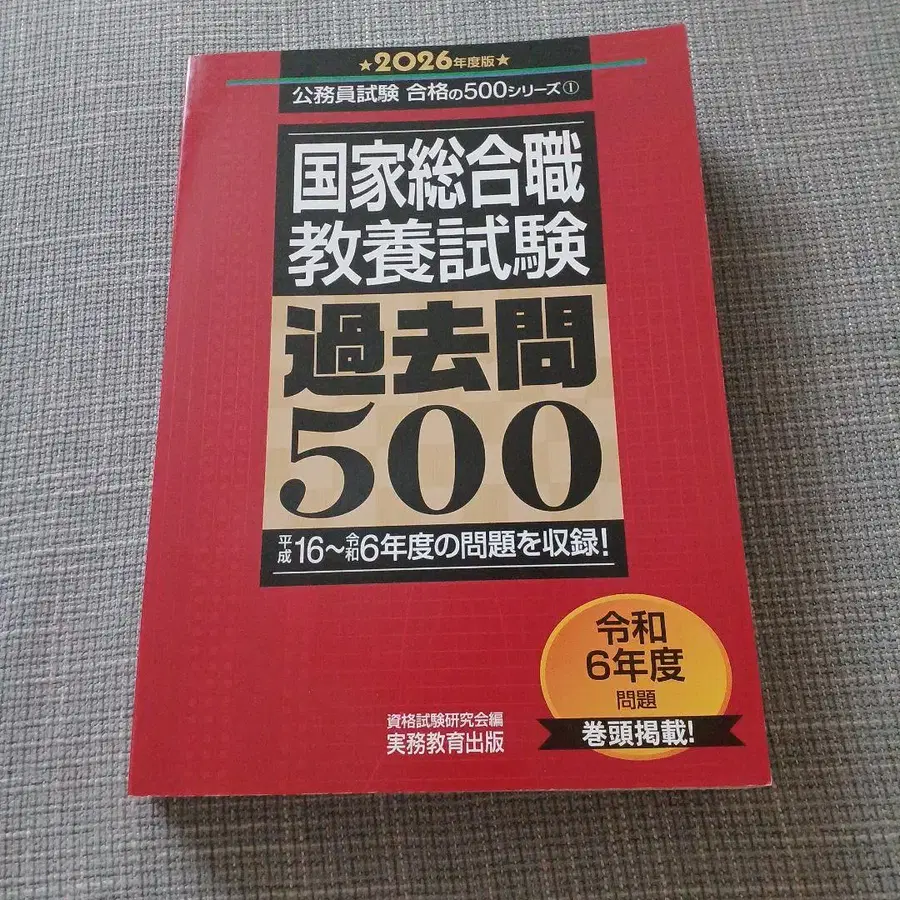 ★2026年度版★
公務員試験 合格の500シリーズ①
国家総合職
教養試験
過去問
500
平成16～令和6年度の問題を収録!
令和
6年度
問題
巻頭掲載!
資格試験研究会編
実務教育出版